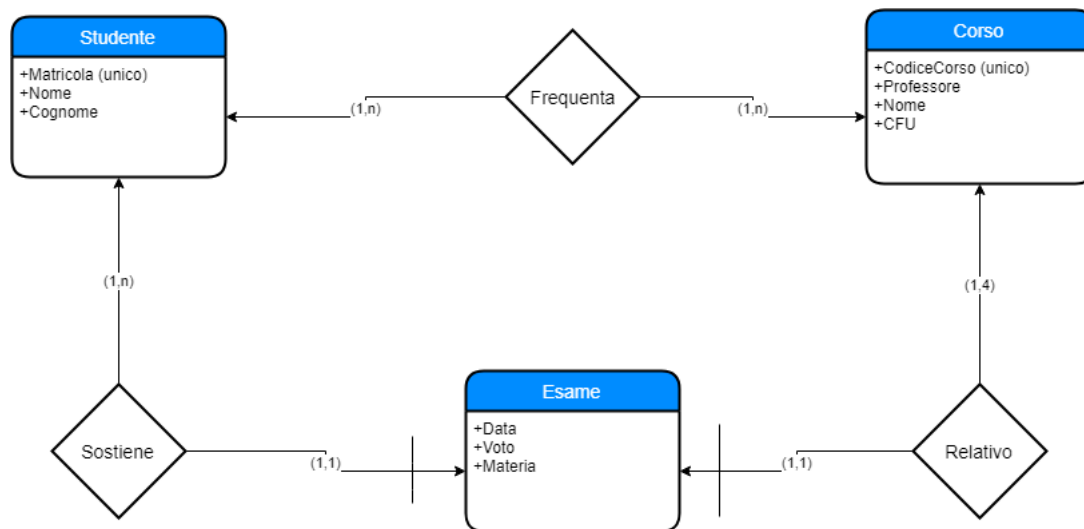 Studente
+Matricola (unico)
+Nome
+Cognome
(1,n)
Frequenta
(1,n)
Corso
+CodiceCorso (unico)
+Professore
+Nome
+CFU
(1,n)
(1,4)
Sostiene
(1,1)
Esame
+Data
+Voto
+Materia
(1,1)
Relativo